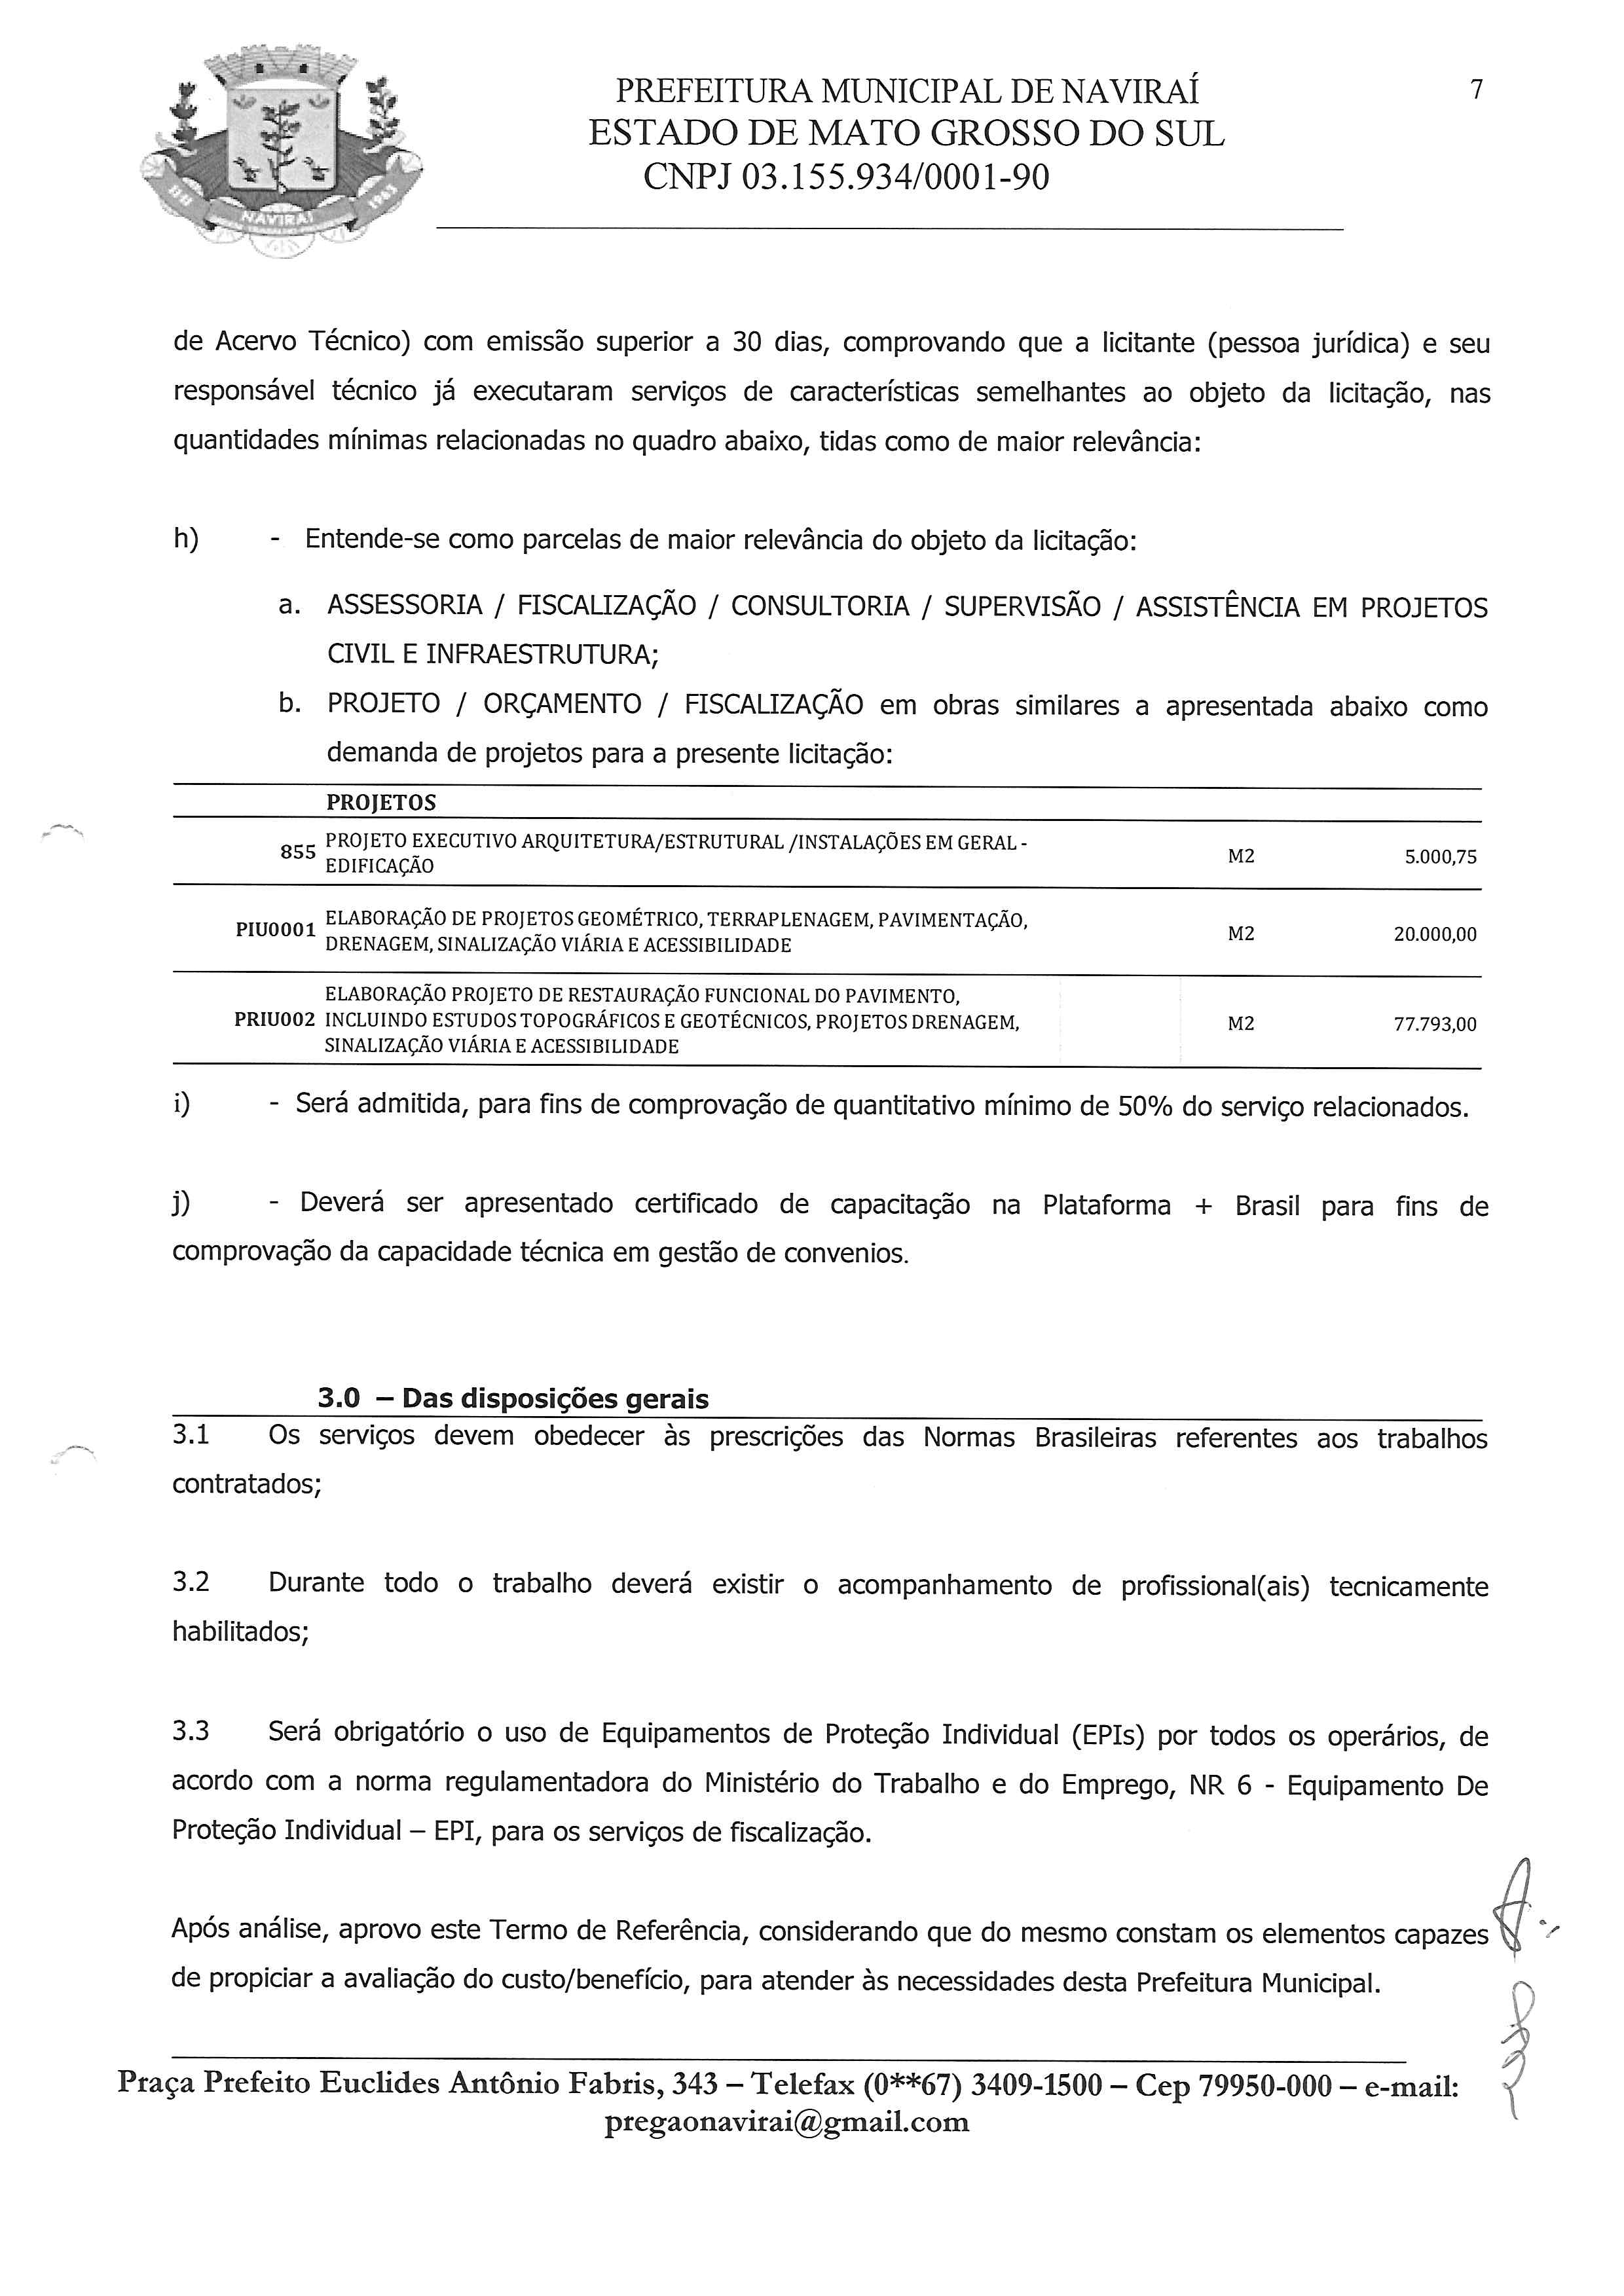 PREFEITURA MUNICIPAL DE NAVIRAÍ
7
ESTADO DE MATO GROSSO DO SUL
CNPJ 03.155.934/0001-90
NAVIRAI
1963
de Acervo Técnico) com emissão superior a 30 dias, comprovando que a licitante (pessoa jurídica) e seu
responsável técnico já executaram serviços de características semelhantes ao objeto da licitação, nas
quantidades mínimas relacionadas no quadro abaixo, tidas como de maior relevância:
h) - Entende-se como parcelas de maior relevância do objeto da licitação:
a. ASSESSORIA / FISCALIZAÇÃO / CONSULTORIA / SUPERVISÃO / ASSISTÊNCIA EM PROJETOS
CIVIL E INFRAESTRUTURA;
b. PROJETO / ORÇAMENTO / FISCALIZAÇÃO em obras similares a apresentada abaixo como
demanda de projetos para a presente licitação:
PROJETOS
855 PROJETO EXECUTIVO ARQUITETURA/ESTRUTURAL /INSTALAÇÕES EM GERAL -
EDIFICAÇÃO M2 5.000,75
PIU0001 ELABORAÇÃO DE PROJETOS GEOMÉTRICO, TERRAPLENAGEM, PAVIMENTAÇÃO,
DRENAGEM, SINALIZAÇÃO VIÁRIA E ACESSIBILIDADE M2 20.000,00
ELABORAÇÃO PROJETO DE RESTAURAÇÃO FUNCIONAL DO PAVIMENTO,
PRIU002 INCLUINDO ESTUDOS TOPOGRÁFICOS E GEOTÉCNICOS, PROJETOS DRENAGEM, M2 77.793,00
SINALIZAÇÃO VIÁRIA E ACESSIBILIDADE
i) - Será admitida, para fins de comprovação de quantitativo mínimo de 50% do serviço relacionados.
j) - Deverá ser apresentado certificado de capacitação na Plataforma + Brasil para fins de
comprovação da capacidade técnica em gestão de convenios.
3.0 – Das disposições gerais
3.1 Os serviços devem obedecer às prescrições das Normas Brasileiras referentes aos trabalhos
contratados;
3.2 Durante todo o trabalho deverá existir o acompanhamento de profissional(ais) tecnicamente
habilitados;
3.3 Será obrigatório o uso de Equipamentos de Proteção Individual (EPIs) por todos os operários, de
acordo com a norma regulamentadora do Ministério do Trabalho e do Emprego, NR 6 - Equipamento De
Proteção Individual – EPI, para os serviços de fiscalização.
Após análise, aprovo este Termo de Referência, considerando que do mesmo constam os elementos capazes
de propiciar a avaliação do custo/benefício, para atender às necessidades desta Prefeitura Municipal.
Praça Prefeito Euclides Antônio Fabris, 343 – Telefax (0**67) 3409-1500 – Cep 79950-000 – e-mail:
pregaonavirai@gmail.com